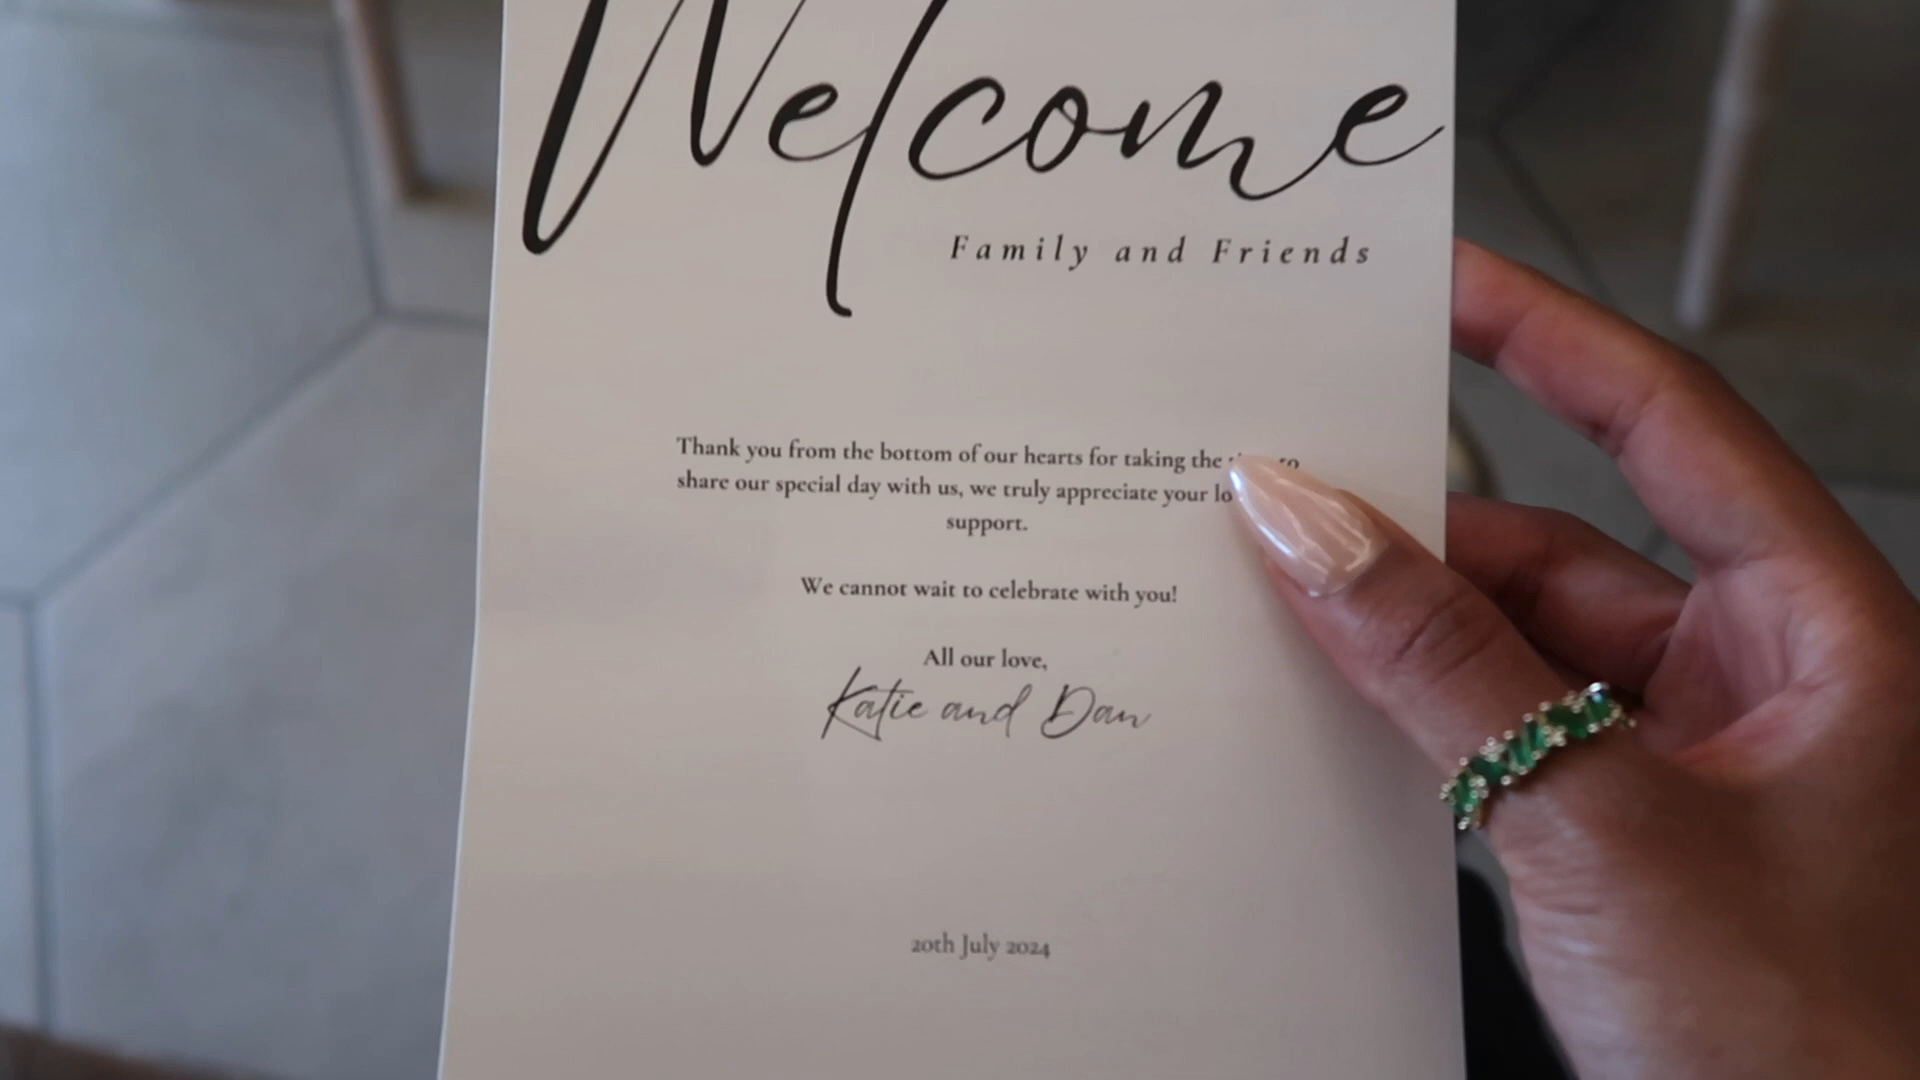 Welcome
Family and Friends
Thank you from the bottom of our hearts for taking the to
share our special day with us, we truly appreciate your
support.
We cannot wait to celebrate with you!
All our love,
Katie and Dan
20th July 2024